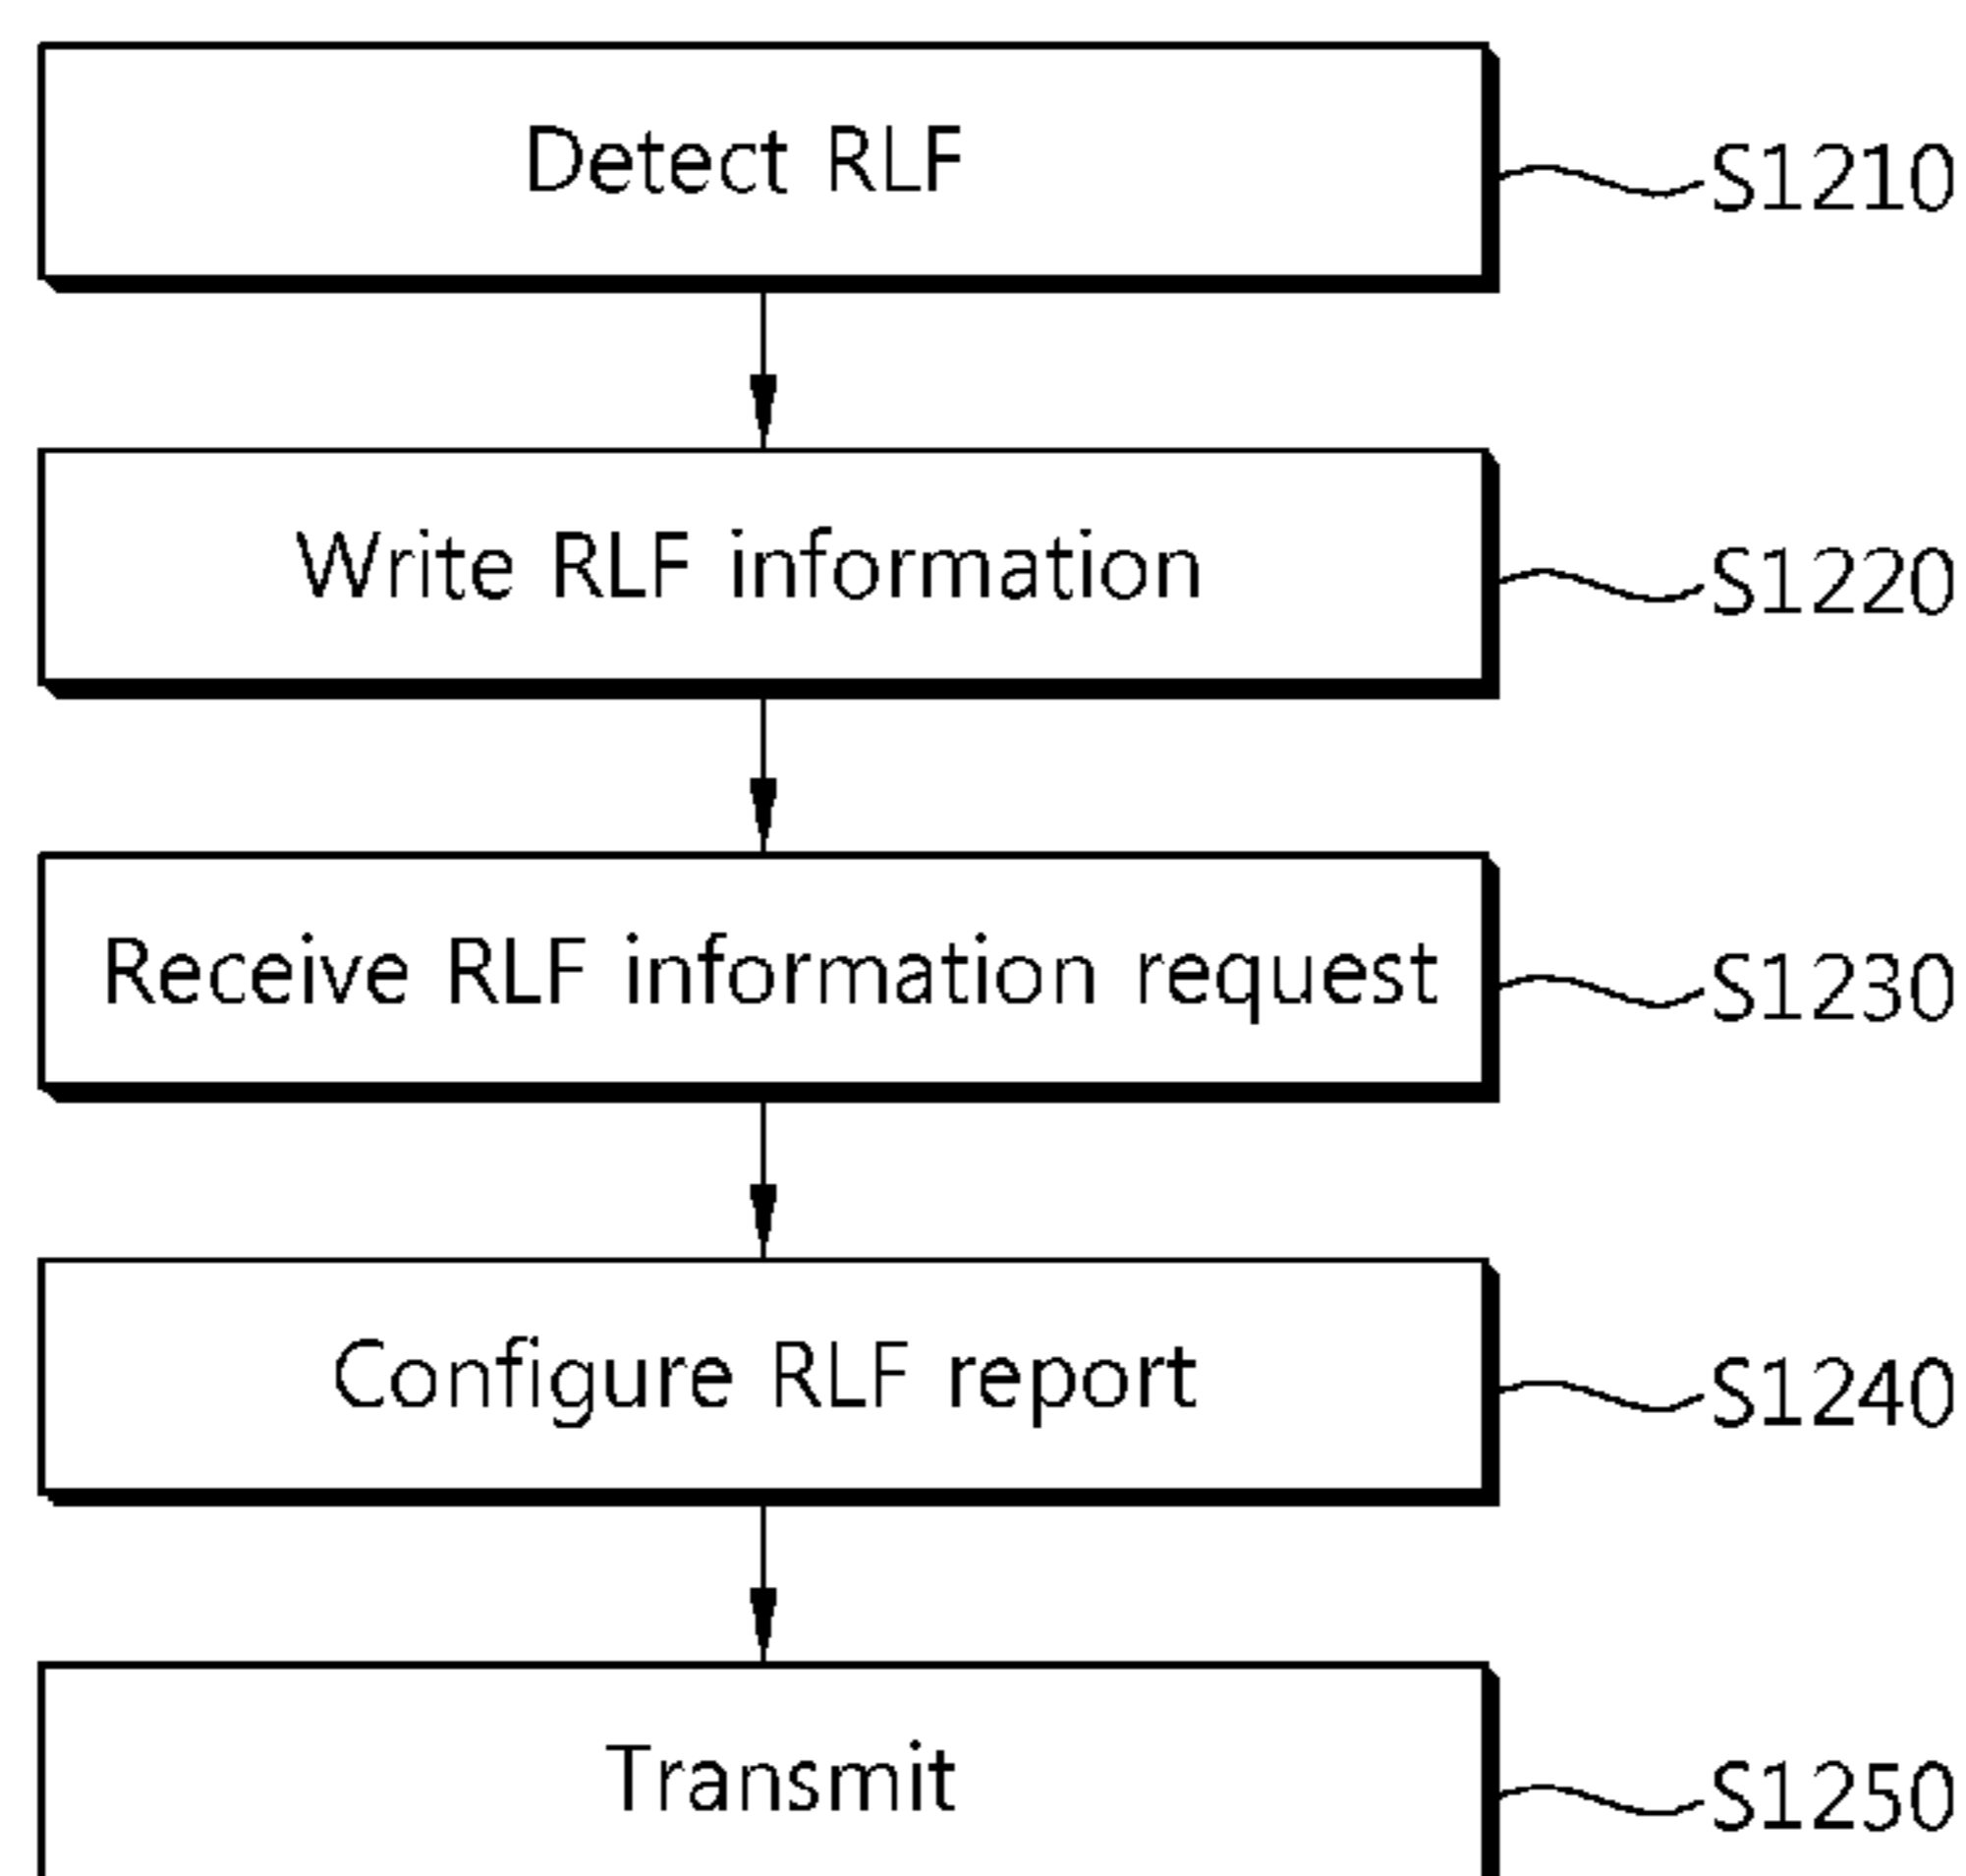 Detect RLF
S1210
Write RLF information
S1220
Receive RLF information request
S1230
Configure RLF report
S1240
Transmit
S1250